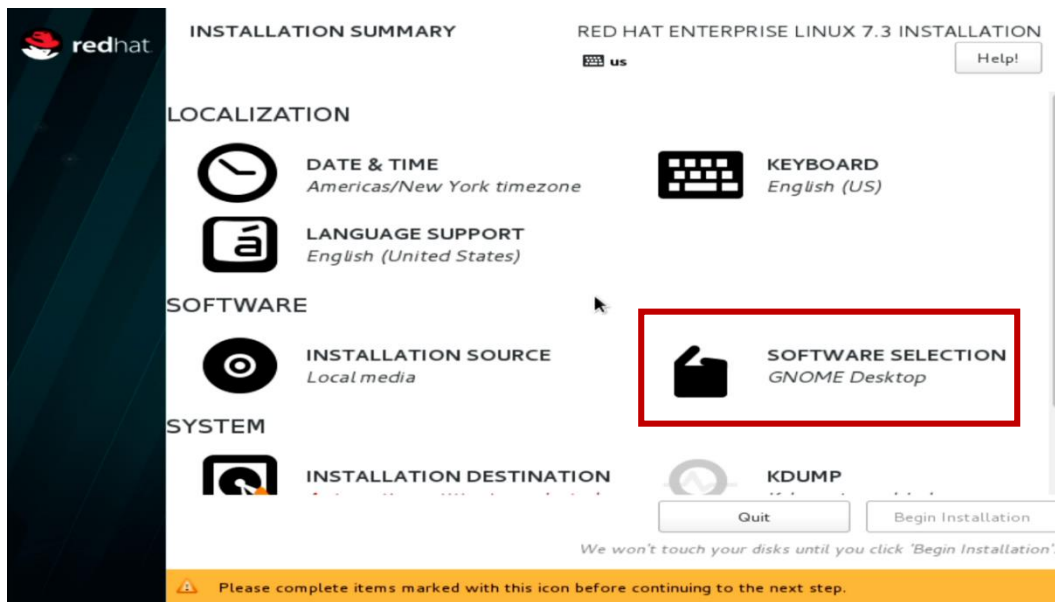 redhat.
INSTALLATION SUMMARY
RED HAT ENTERPRISE LINUX 7.3 INSTALLATION
us
Help!
LOCALIZATION
DATE & TIME
Americas/New York timezone
KEYBOARD
English (US)
á
LANGUAGE SUPPORT
English (United States)
SOFTWARE
INSTALLATION SOURCE
Local media
SOFTWARE SELECTION
GNOME Desktop
SYSTEM
INSTALLATION DESTINATION
KDUMP
Quit
Begin Installation
We won't touch your disks until you click 'Begin Installation'.
Please complete items marked with this icon before continuing to the next step.